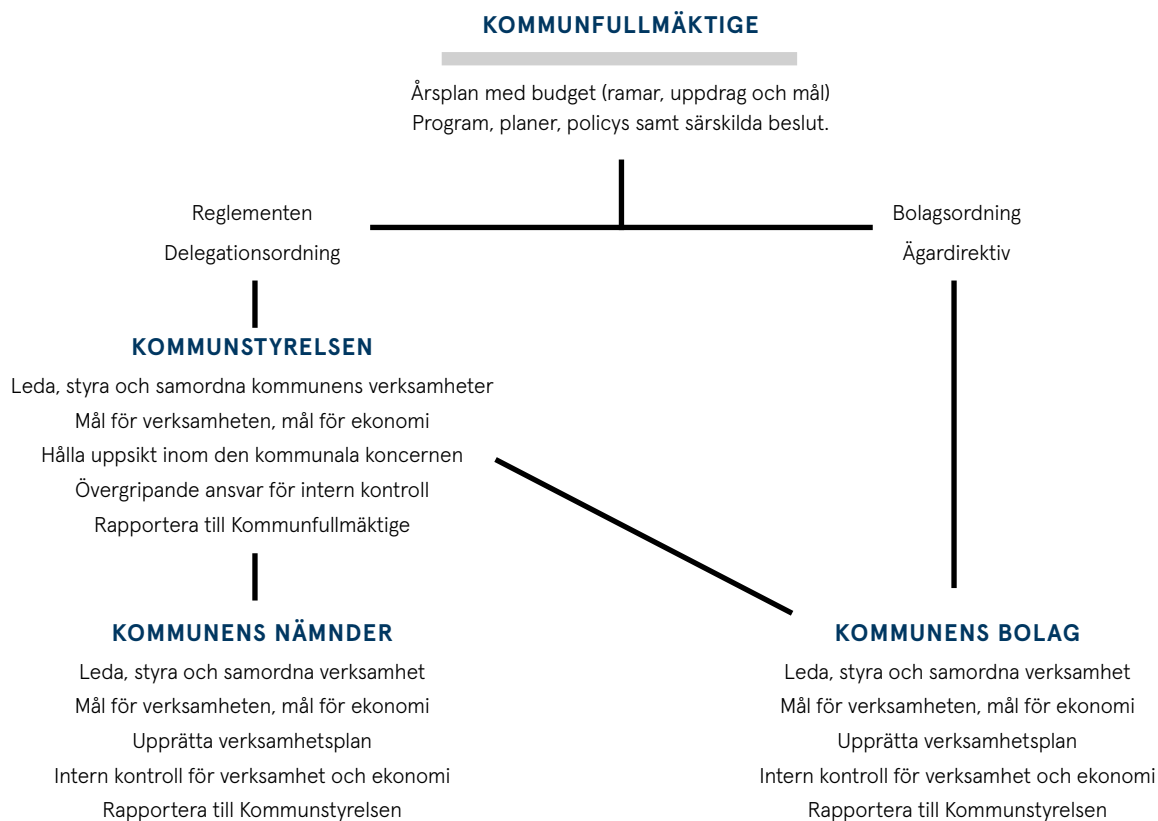 KOMMUNFULLMÄKTIGE
Årsplan med budget (ramar, uppdrag och mål)
Program, planer, policys samt särskilda beslut.
Reglementen
Delegationsordning
Bolagsordning
Ägardirektiv
KOMMUNSTYRELSEN
Leda, styra och samordna kommunens verksamheter
Mål för verksamheten, mål för ekonomi
Hålla uppsikt inom den kommunala koncernen
Övergripande ansvar för intern kontroll
Rapportera till Kommunfullmäktige
KOMMUNENS NÄMNDER
Leda, styra och samordna verksamhet
Mål för verksamheten, mål för ekonomi
Upprätta verksamhetsplan
Intern kontroll för verksamhet och ekonomi
Rapportera till Kommunstyrelsen
KOMMUNENS BOLAG
Leda, styra och samordna verksamhet
Mål för verksamheten, mål för ekonomi
Upprätta verksamhetsplan
Intern kontroll för verksamhet och ekonomi
Rapportera till Kommunstyrelsen